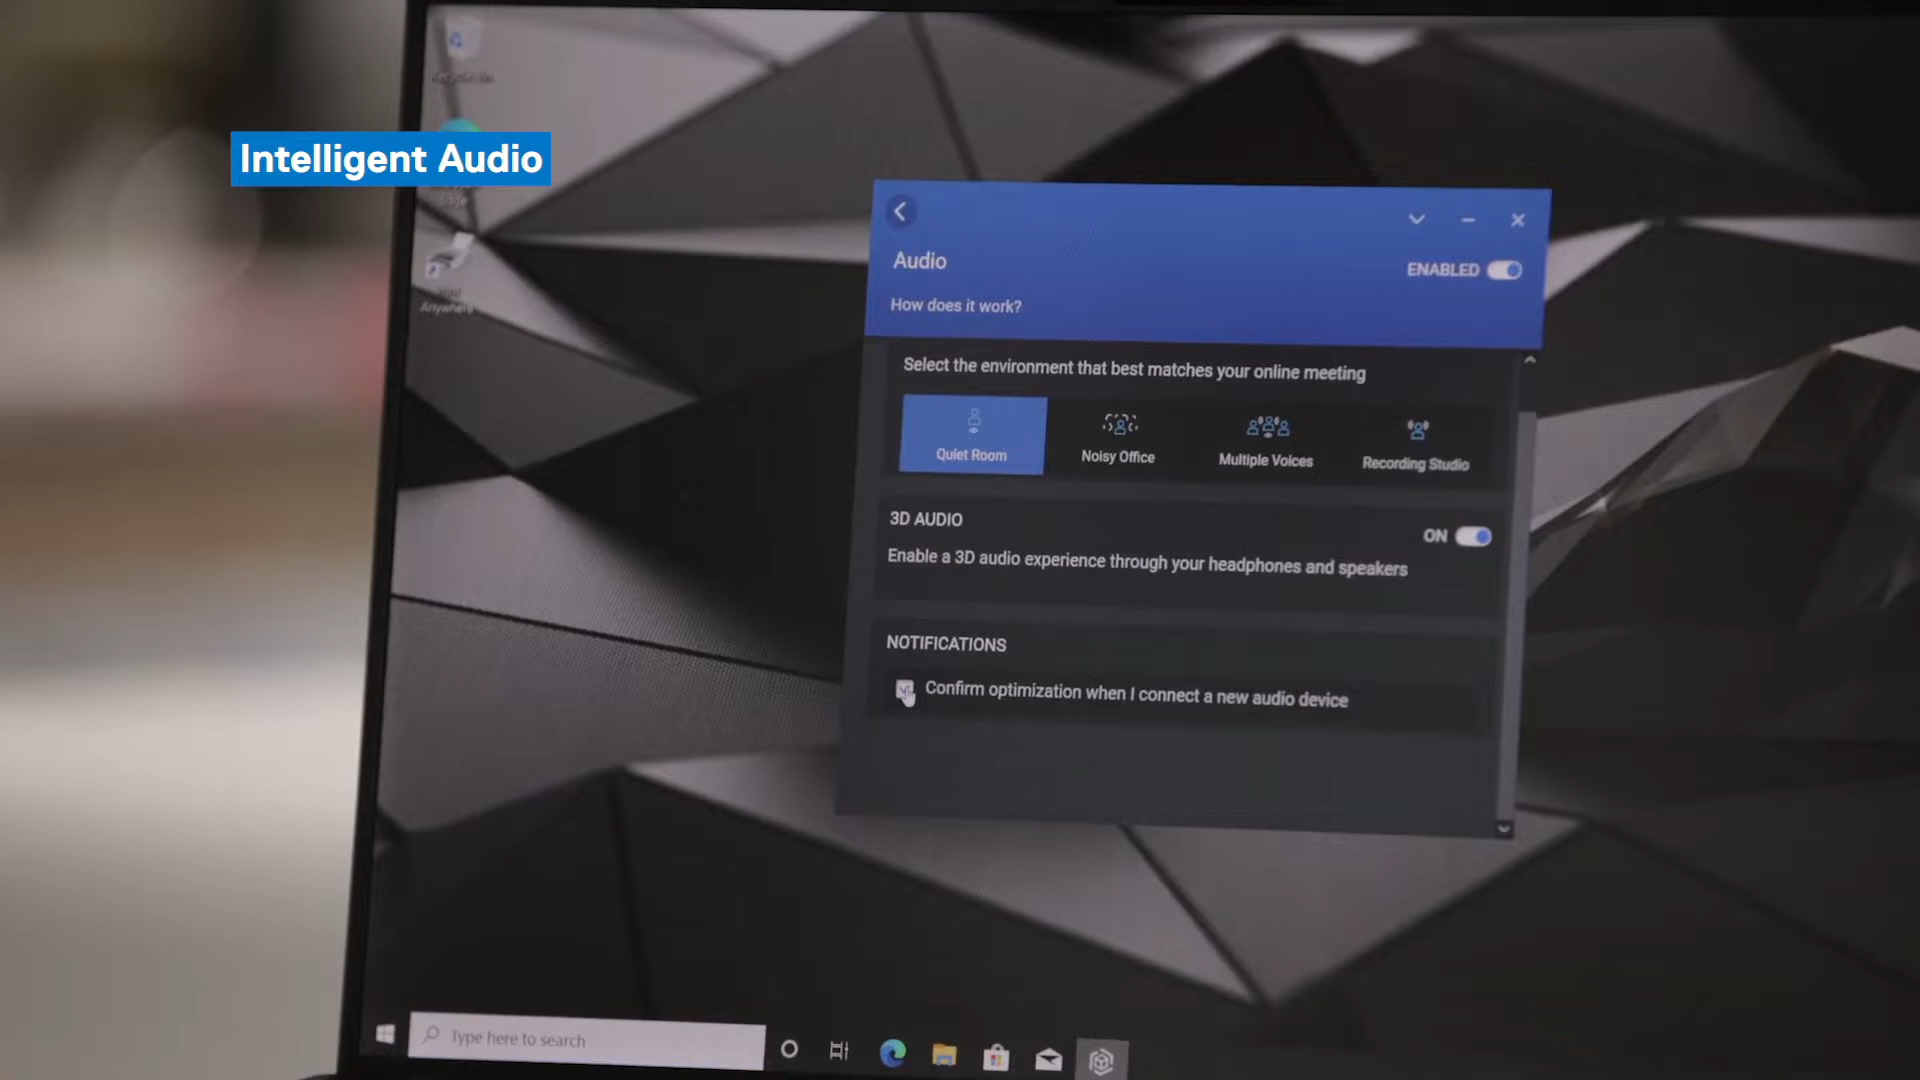 Intelligent Audio
Edge
Anywhere
Audio
ENABLED
How does it work?
Select the environment that best matches your online meeting
Quiet Room
Noisy Office
Multiple Voices
Recording Studio
3D AUDIO
ON
Enable a 3D audio experience through your headphones and speakers
NOTIFICATIONS
Confirm optimization when I connect a new audio device
Type here to search